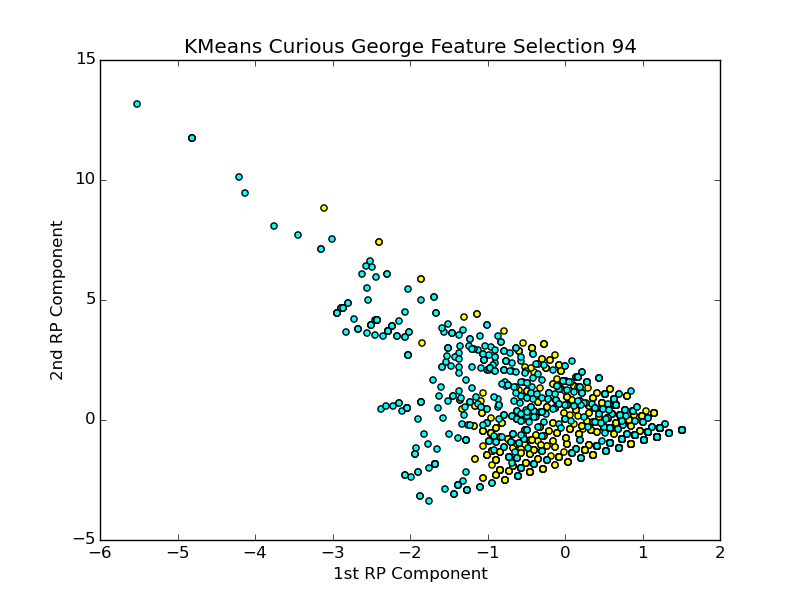 KMeans Curious George Feature Selection 94
15
10
5
0
−5
2nd RP Component
−6 −5 −4 −3 −2 −1 0 1 2
1st RP Component